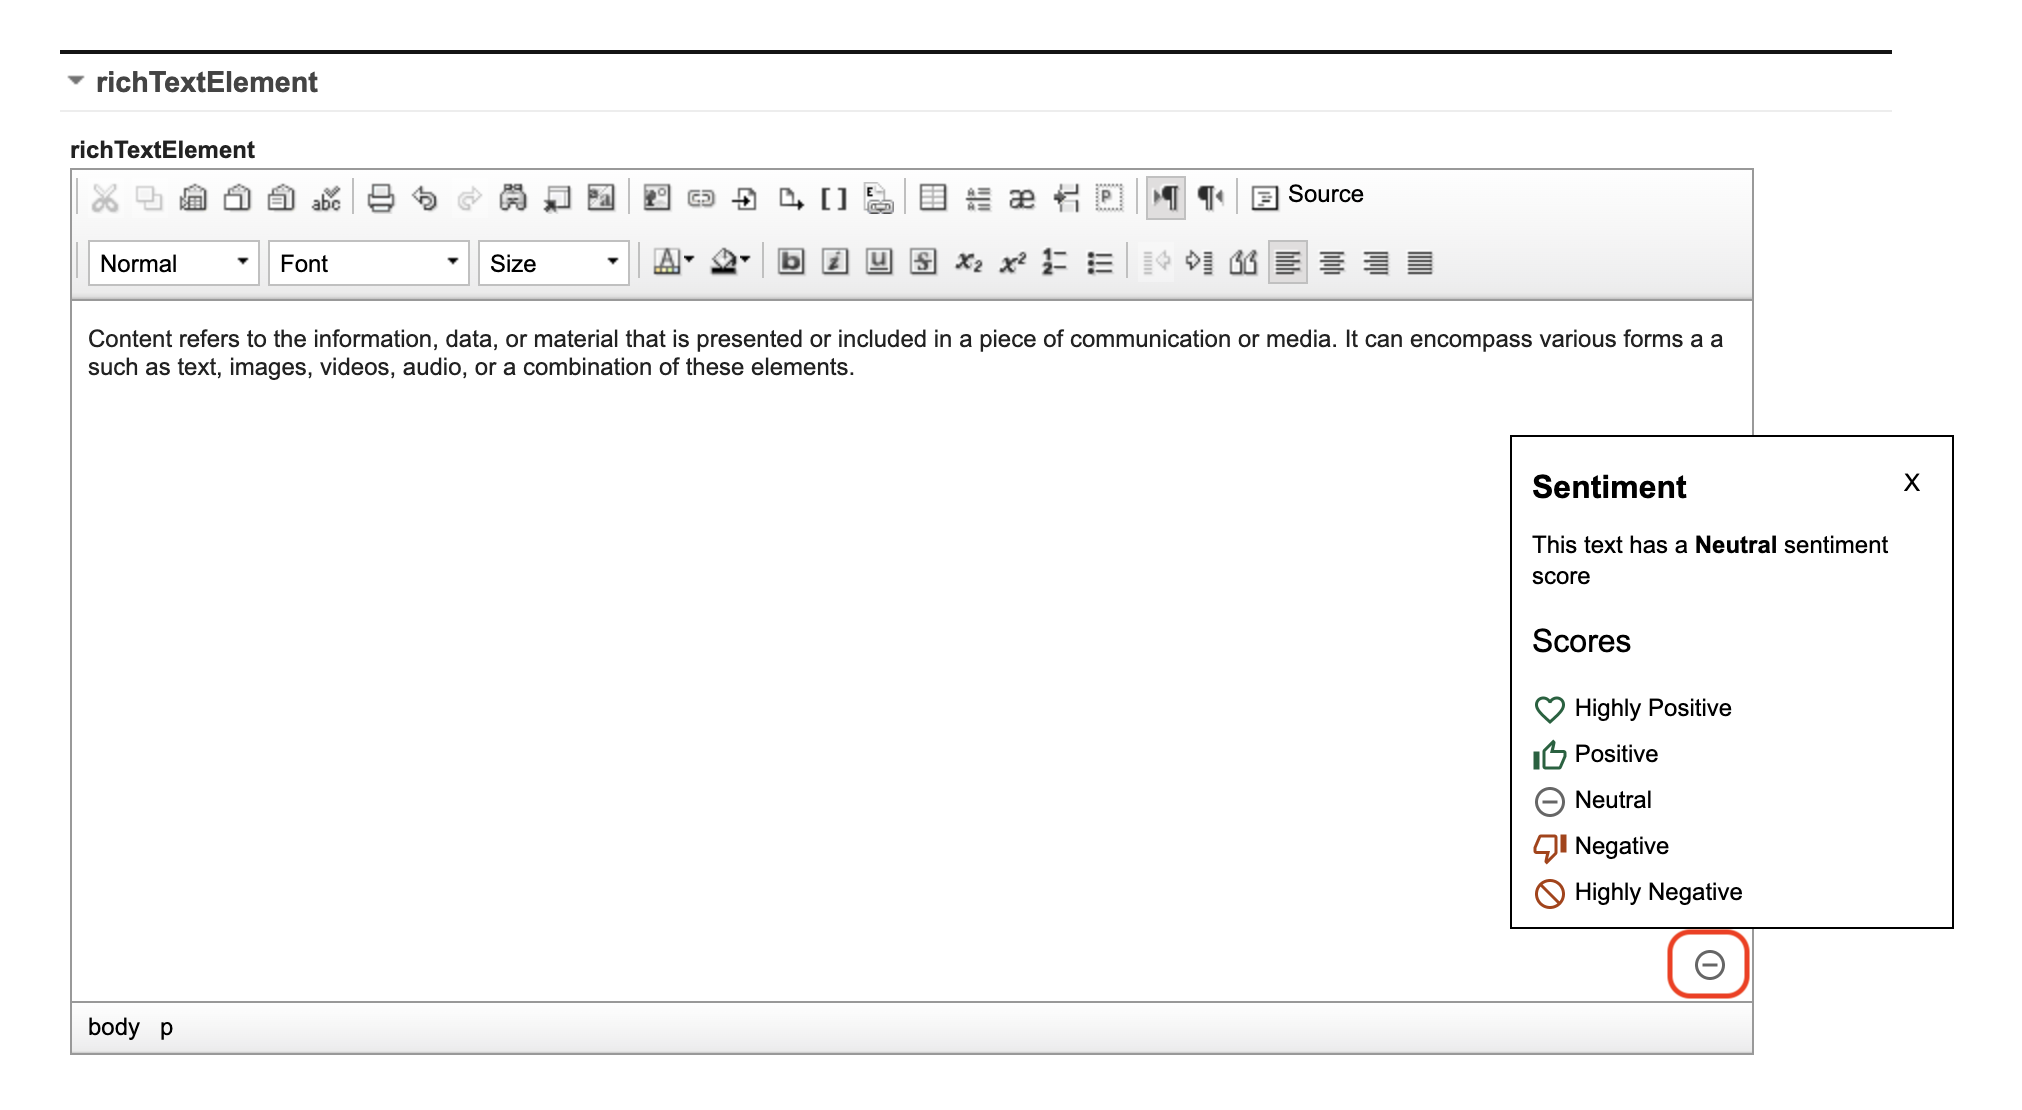 richTextElement
richTextElement
abc [ ] æ P Source
Normal Font Size A b i U S x₂ x²
Content refers to the information, data, or material that is presented or included in a piece of communication or media. It can encompass various forms a a
such as text, images, videos, audio, or a combination of these elements.
Sentiment X
This text has a Neutral sentiment
score
Scores
Highly Positive
Positive
Neutral
Negative
Highly Negative
body p